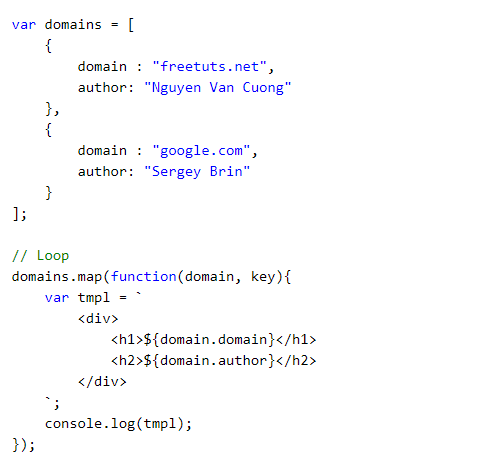 var domains = [
    {
        domain : "freetuts.net",
        author: "Nguyen Van Cuong"
    },
    {
        domain : "google.com",
        author: "Sergey Brin"
    }
];

// Loop
domains.map(function(domain, key){
    var tmpl = `
        <div>
            <h1>${domain.domain}</h1>
            <h2>${domain.author}</h2>
        </div>
    `;
    console.log(tmpl);
});